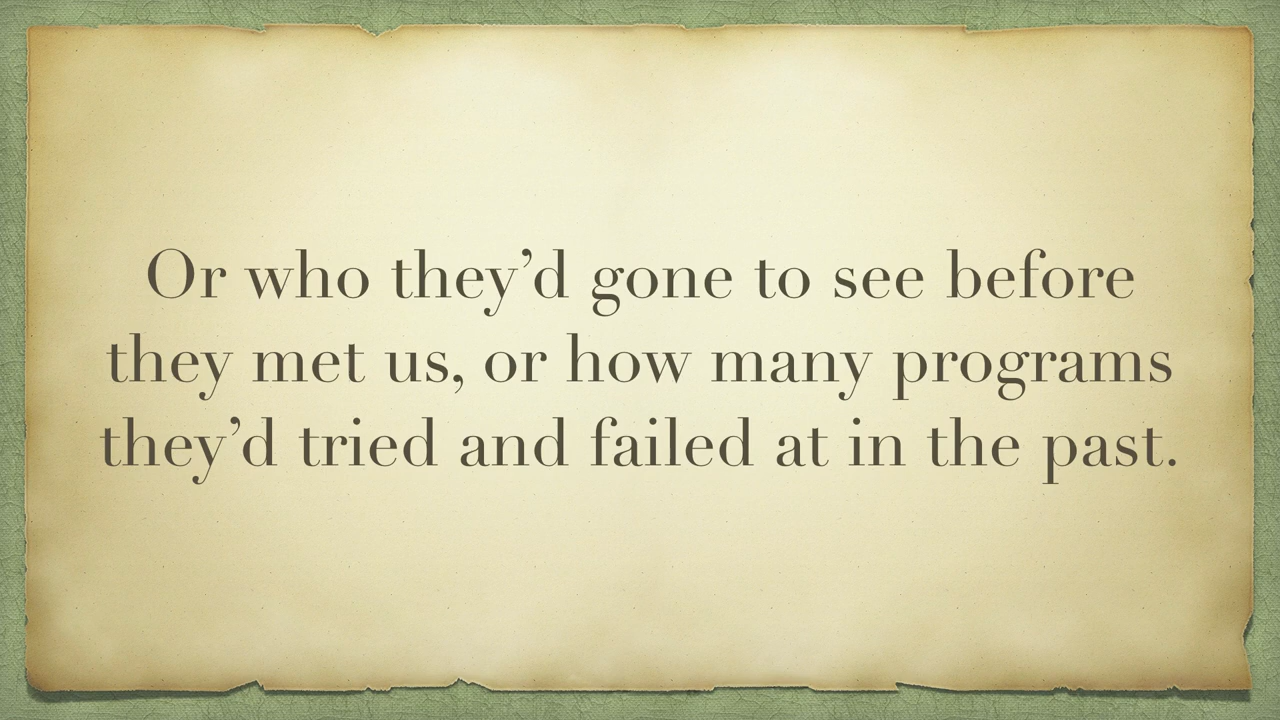 Or who they’d gone to see before
they met us, or how many programs
they’d tried and failed at in the past.